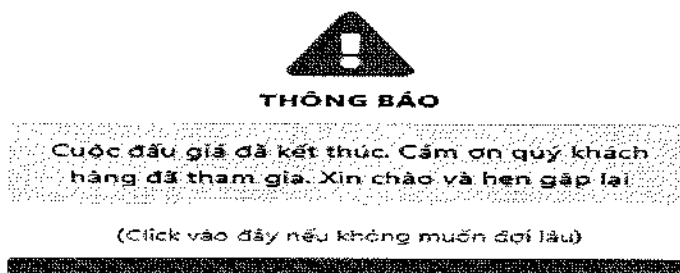 THÔNG BÁO
Cuộc đấu giá đã kết thúc. Cảm ơn quý khách
hàng đã tham gia. Xin chào và hẹn gặp lại
(Click vào đây nếu không muốn đợi lâu)